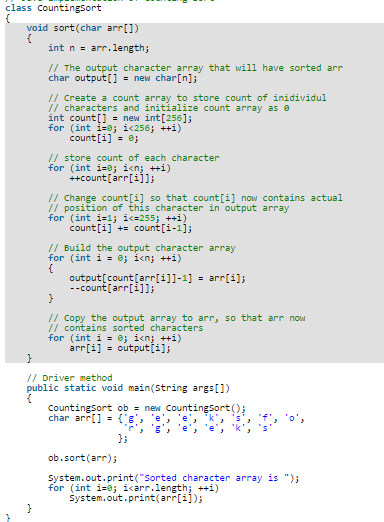 class CountingSort
{
    void sort(char arr[])
    {
        int n = arr.length;

        // The output character array that will have sorted arr
        char output[] = new char[n];

        // Create a count array to store count of inidividul
        // characters and initialize count array as 0
        int count[] = new int[256];
        for (int i=0; i<256; ++i)
            count[i] = 0;

        // store count of each character
        for (int i=0; i<n; ++i)
            ++count[arr[i]];

        // Change count[i] so that count[i] now contains actual
        // position of this character in output array
        for (int i=1; i<=255; ++i)
            count[i] += count[i-1];

        // Build the output character array
        for (int i = 0; i<n; ++i)
        {
            output[count[arr[i]]-1] = arr[i];
            --count[arr[i]];
        }

        // Copy the output array to arr, so that arr now
        // contains sorted characters
        for (int i = 0; i<n; ++i)
            arr[i] = output[i];
    }

    // Driver method
    public static void main(String args[])
    {
        CountingSort ob = new CountingSort();
        char arr[] = {'g', 'e', 'e', 'k', 's', 'f', 'o',
                      'r', 'g', 'e', 'e', 'k', 's'
                     };

        ob.sort(arr);

        System.out.print("Sorted character array is ");
        for (int i=0; i<arr.length; ++i)
            System.out.print(arr[i]);
    }
}